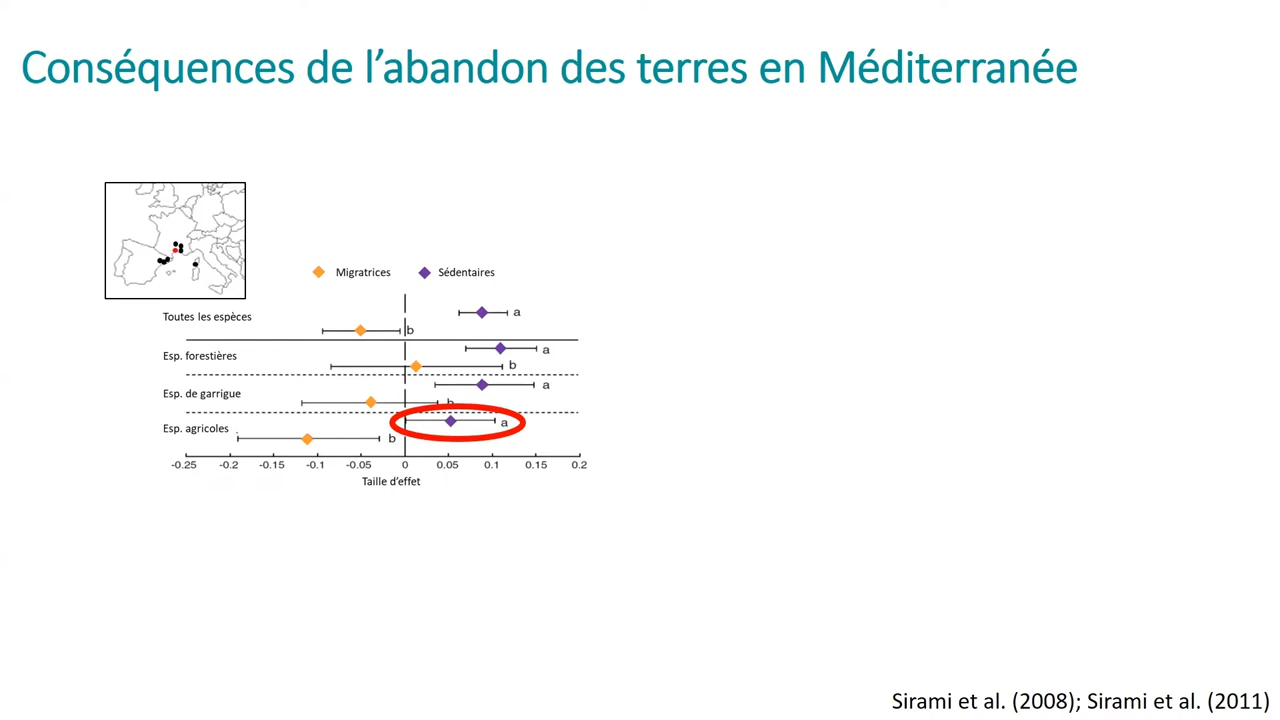 Conséquences de l’abandon des terres en Méditerranée
Migratrices
Sédentaires
Toutes les espèces
a
b
Esp. forestières
a
b
Esp. de garrigue
a
b
Esp. agricoles
a
b
-0.25 -0.2 -0.15 -0.1 -0.05 0 0.05 0.1 0.15 0.2
Taille d’effet
Sirami et al. (2008); Sirami et al. (2011)